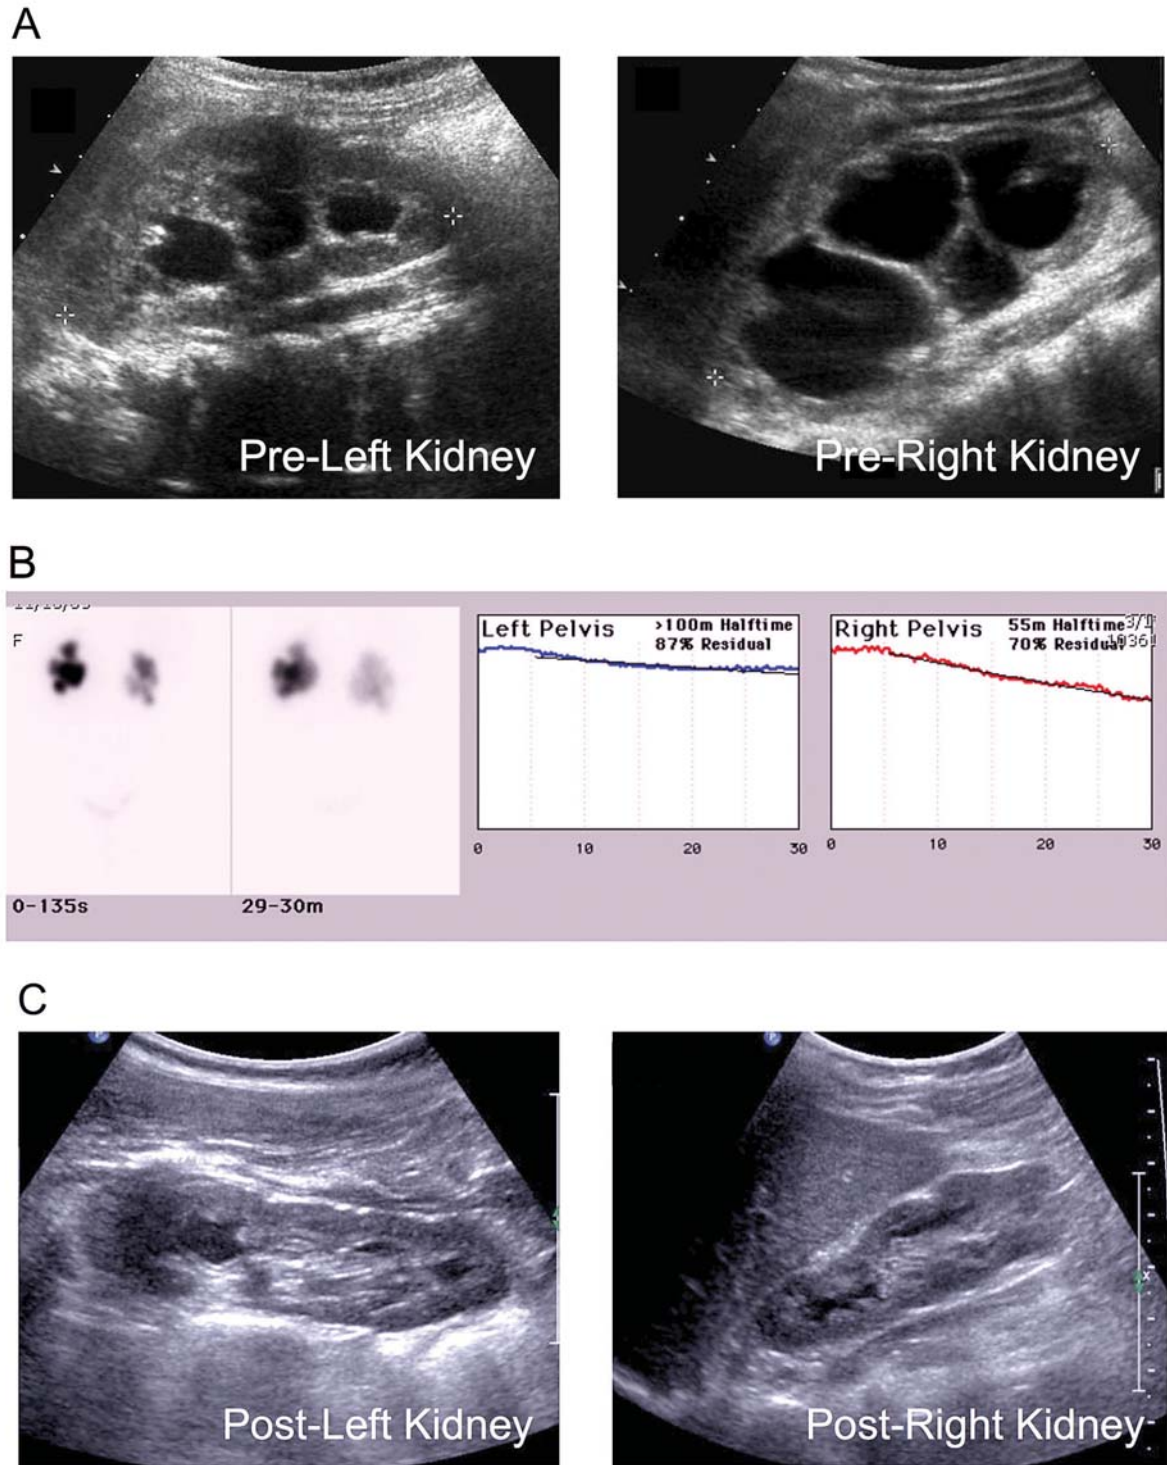 A
Pre-Left Kidney
Pre-Right Kidney
B
F
Left Pelvis
>100m Halftime
87% Residual
Right Pelvis
55m Halftime
70% Residual
0 10 20 30
0 10 20 30
0-135s
29-30m
C
Post-Left Kidney
Post-Right Kidney